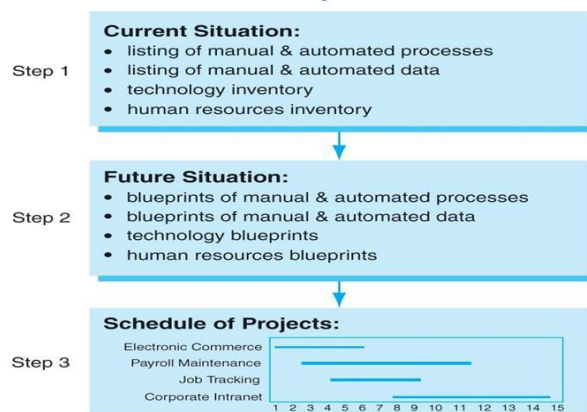 Step 1
Current Situation:
• listing of manual & automated processes
• listing of manual & automated data
• technology inventory
• human resources inventory
Step 2
Future Situation:
• blueprints of manual & automated processes
• blueprints of manual & automated data
• technology blueprints
• human resources blueprints
Step 3
Schedule of Projects:
Electronic Commerce
Payroll Maintenance
Job Tracking
Corporate Intranet
1 2 3 4 5 6 7 8 9 10 11 12 13 14 15